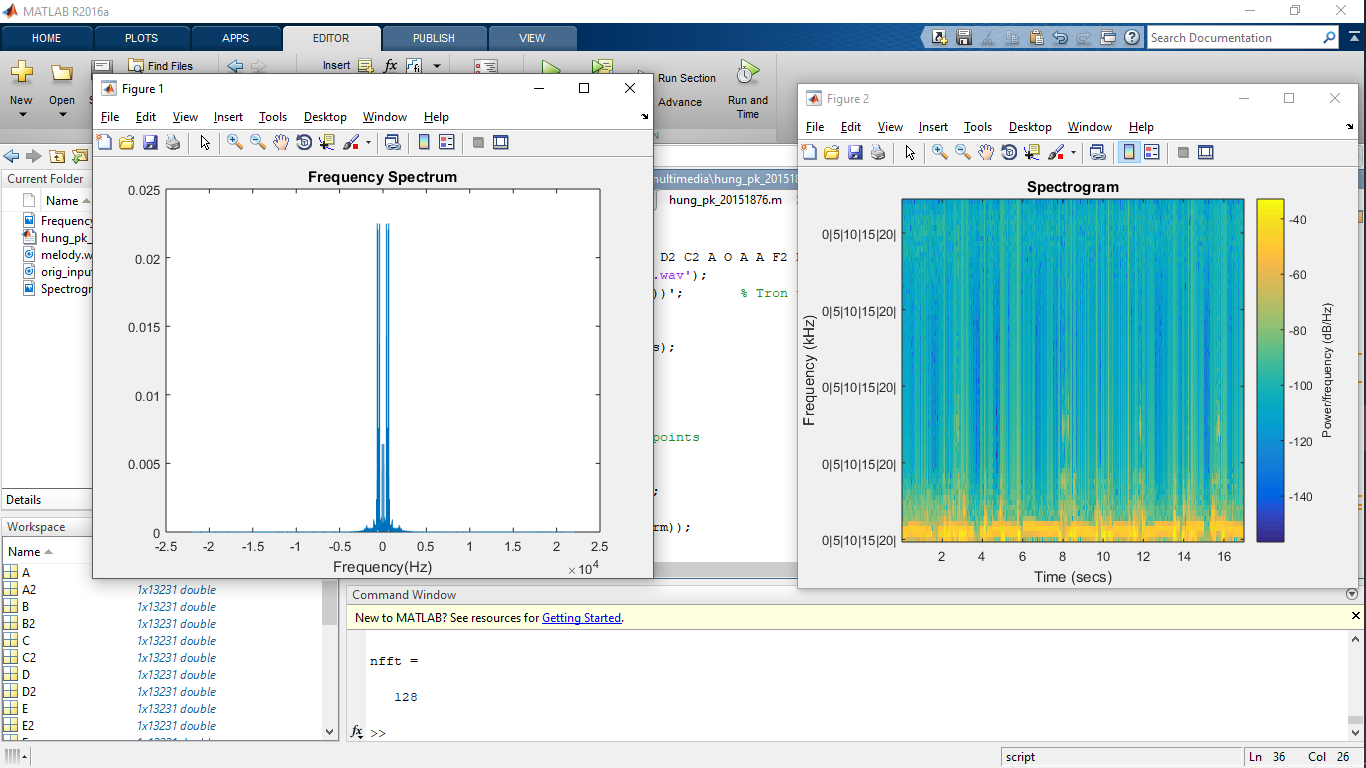 MATLAB R2016a
HOME PLOTS APPS EDITOR PUBLISH VIEW
Search Documentation
New Open Find Files Insert fx Run Section Advance Run and Time
Figure 1
File Edit View Insert Tools Desktop Window Help
Frequency Spectrum
0.025
0.02
0.015
0.01
0.005
0
-2.5 -2 -1.5 -1 -0.5 0 0.5 1 1.5 2 2.5
Frequency(Hz)
×10^4
Figure 2
File Edit View Insert Tools Desktop Window Help
Spectrogram
0|5|10|15|20|
0|5|10|15|20|
0|5|10|15|20|
0|5|10|15|20|
0|5|10|15|20|
Frequency (kHz)
2 4 6 8 10 12 14 16
Time (secs)
-40
-60
-80
-100
-120
-140
Power/frequency (dB/Hz)
Current Folder
Name
Frequency
hung_pk_
melody.w
orig_input
Spectrogr
Details
Workspace
Name
A
A2 1x13231 double
B 1x13231 double
B2 1x13231 double
C 1x13231 double
C2 1x13231 double
D 1x13231 double
D2 1x13231 double
E 1x13231 double
E2 1x13231 double
ultimedia\hung_pk_20151
hung_pk_20151876.m
D2 C2 A O A A F2
.wav');
))'; % Tron
s);
points
;
rm));
Command Window
New to MATLAB? See resources for Getting Started.
nfft =
128
fx >>
script
Ln 36 Col 26